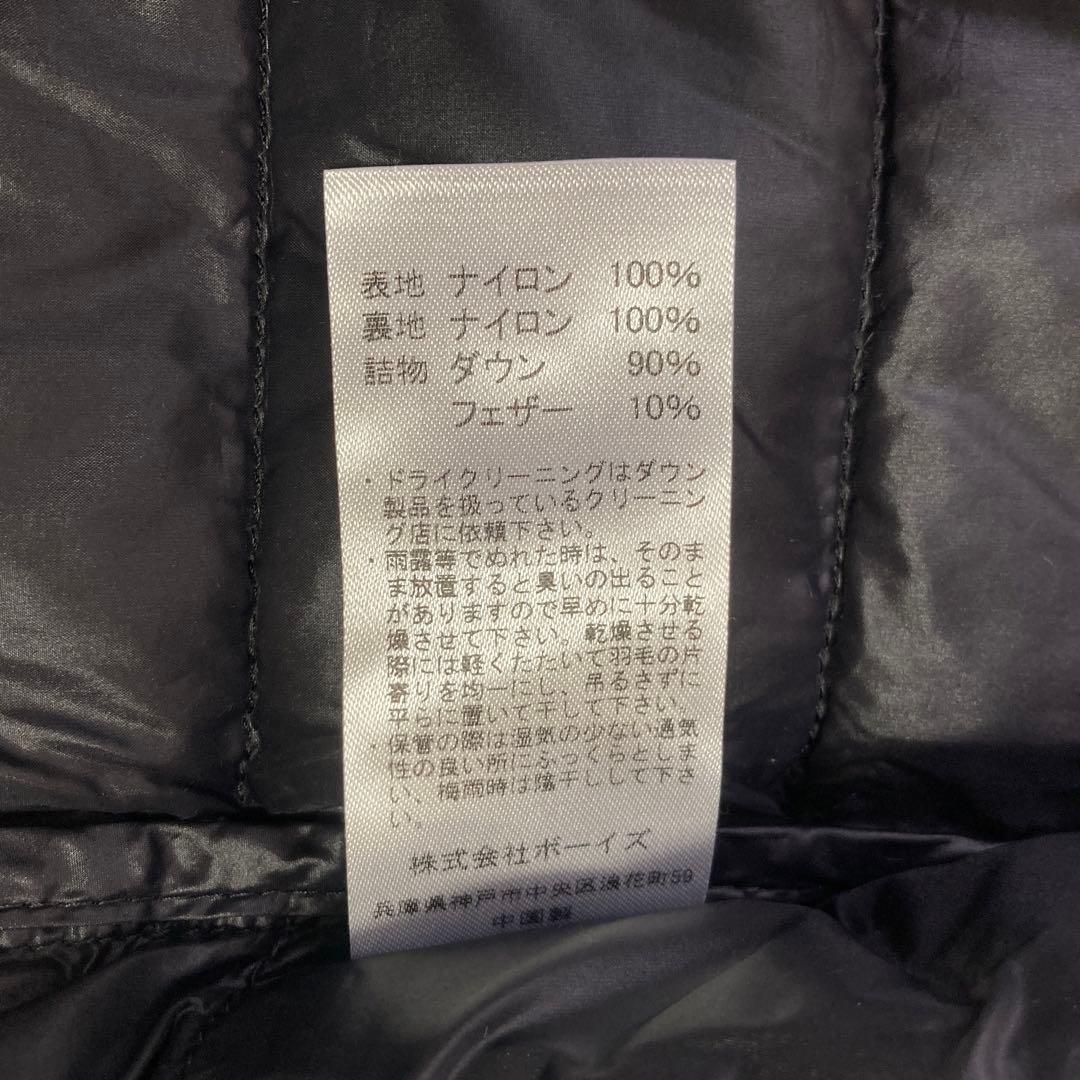 表地 ナイロン 100%
裏地 ナイロン 100%
詰物 ダウン 90%
フェザー 10%
・ドライクリーニングはダウン
製品を扱っているクリーニン
グ店に依頼下さい。
・雨露等でぬれた時は、そのま
ま放置すると臭いの出ること
がありますので早めに十分乾
燥させて下さい。乾燥させる
際には軽くたたいて羽毛の片
寄りを均一にし、吊るさずに
平らに置いて干して下さい。
・保管の際は湿気の少ない通気
性の良い所にふっくらとしま
い、梅雨時は陰干しして下さ
い。
株式会社ボーイズ
兵庫県神戸市中央区浪花町59
中国製